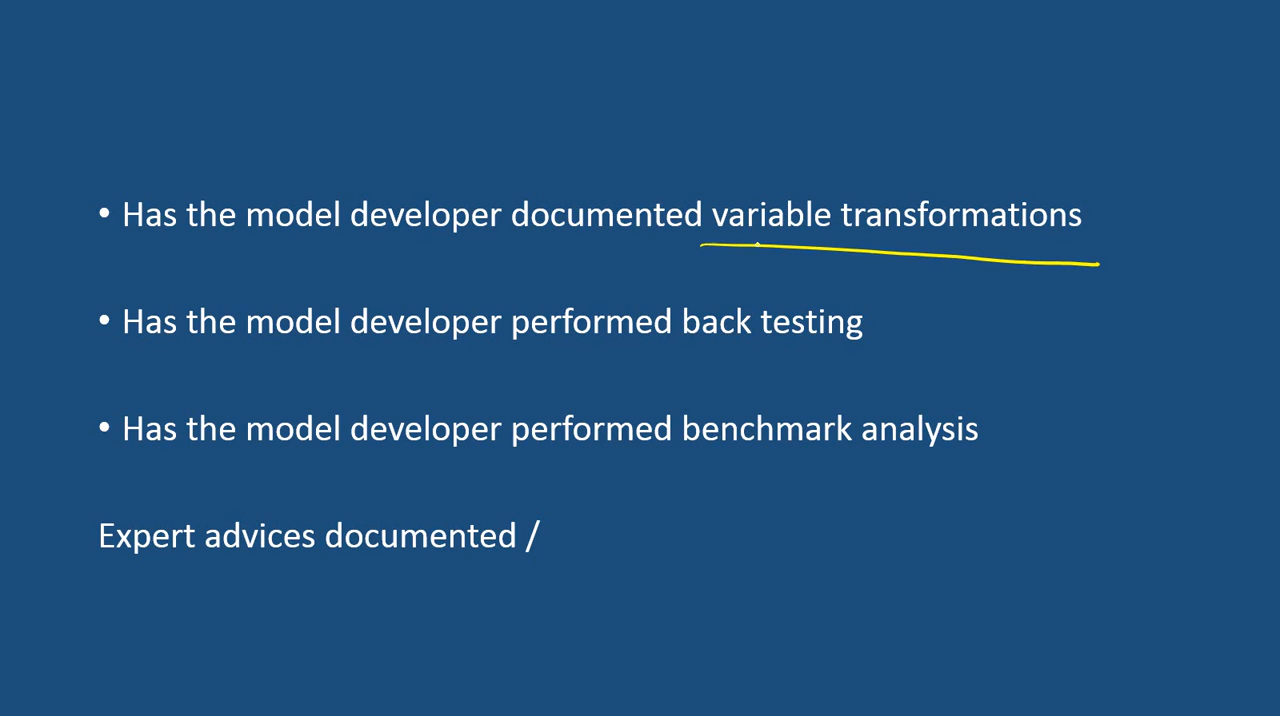 • Has the model developer documented variable transformations
• Has the model developer performed back testing
• Has the model developer performed benchmark analysis
Expert advices documented /